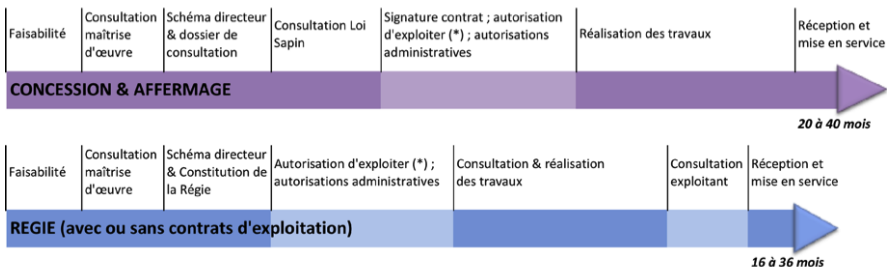 Faisabilité
Consultation
maîtrise
d'œuvre
Schéma directeur
& dossier de
consultation
Consultation Loi
Sapin
Signature contrat ; autorisation
d'exploiter (*) ; autorisations
administratives
Réalisation des travaux
Réception et
mise en service
CONCESSION & AFFERMAGE
20 à 40 mois
Faisabilité
Consultation
maîtrise
d'œuvre
Schéma directeur
& Constitution de
la Régie
Autorisation d'exploiter (*) ;
autorisations administratives
Consultation & réalisation
des travaux
Consultation
exploitant
Réception et
mise en service
REGIE (avec ou sans contrats d'exploitation)
16 à 36 mois